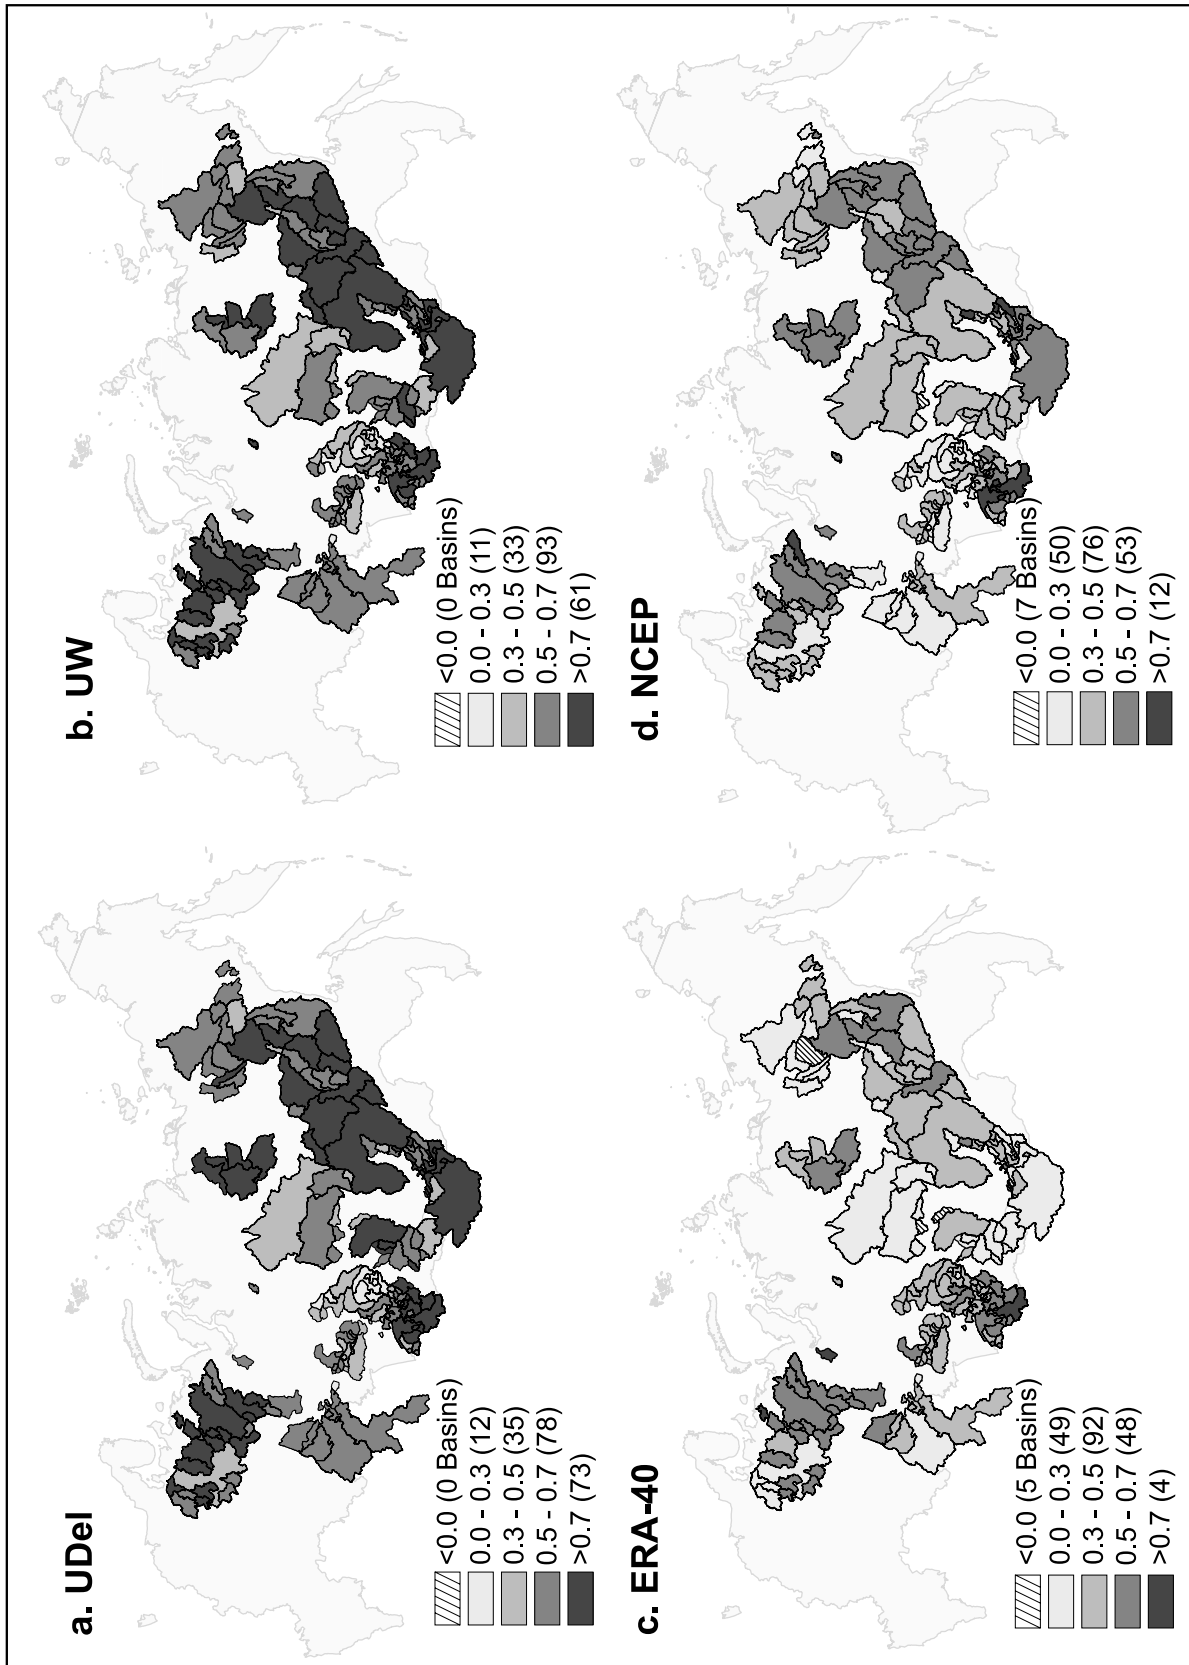 a. UDel
<0.0 (0 Basins)
0.0 - 0.3 (12)
0.3 - 0.5 (35)
0.5 - 0.7 (78)
>0.7 (73)
b. UW
<0.0 (0 Basins)
0.0 - 0.3 (11)
0.3 - 0.5 (33)
0.5 - 0.7 (93)
>0.7 (61)
c. ERA-40
<0.0 (5 Basins)
0.0 - 0.3 (49)
0.3 - 0.5 (92)
0.5 - 0.7 (48)
>0.7 (4)
d. NCEP
<0.0 (7 Basins)
0.0 - 0.3 (50)
0.3 - 0.5 (76)
0.5 - 0.7 (53)
>0.7 (12)